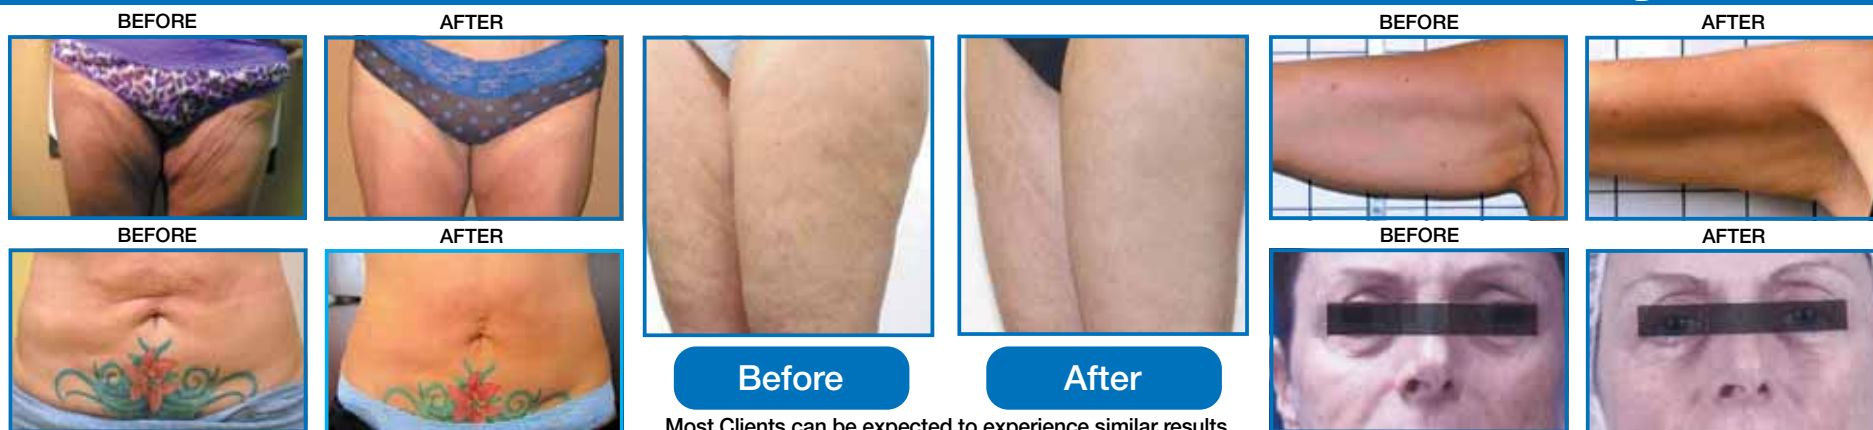 BEFORE AFTER BEFORE AFTER
BEFORE AFTER BEFORE AFTER
Before After
Most Clients can be expected to experience similar results